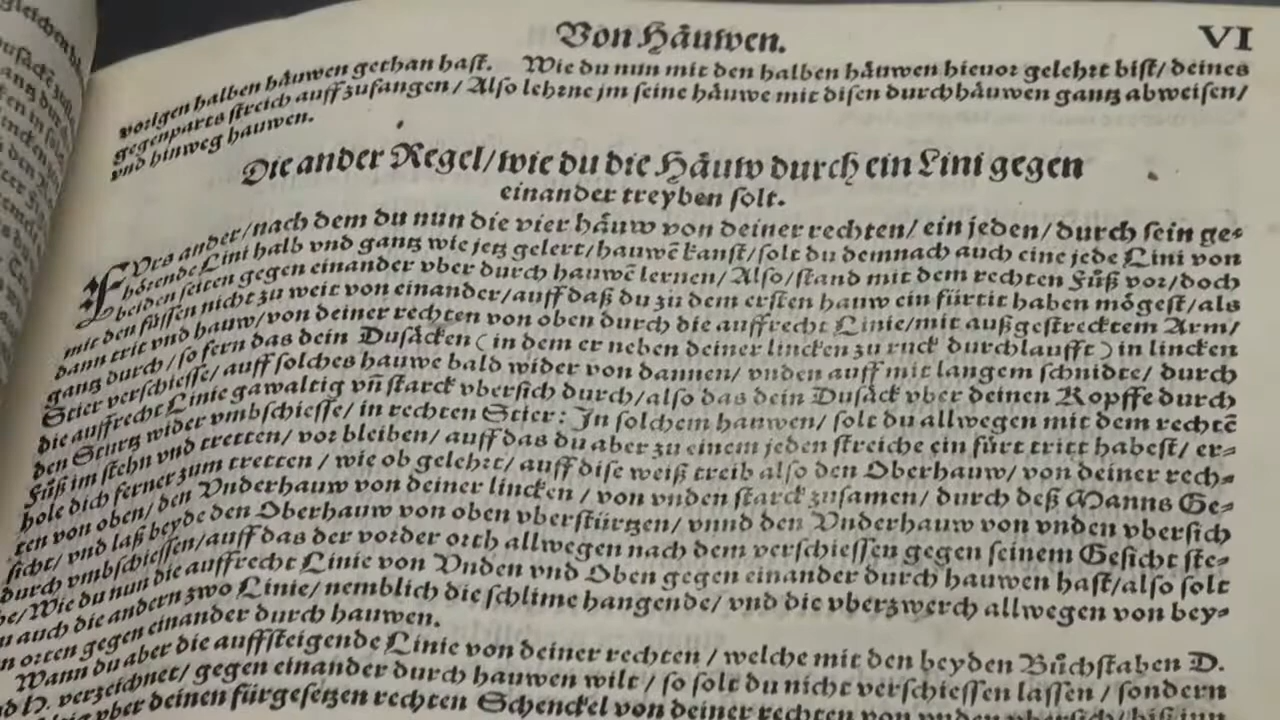 Von Håuwen. VI
vorigen halben håuwen gethan hast. Wie du nun mit den halben håuwen hieuor gelehrt bist/ deines
gegenparts streich auffzufangen/ Also lehrne jm seine håuwe mit disen durchhåuwen gantz abweisen/
vnd hinweg hauwen.
Die ander Regel/ wie du die Håuw durch ein Lini gegen
einander treyben solt.
FVrs ander/ nach dem du nun die vier håuw von deiner rechten/ ein jeden/ durch sein ge-
hörende Lini halb vnd gantz wie jetz gelert/ hauwē kanst/ solt du demnach auch eine jede Lini von
beiden seiten gegen einander vber durch hauwē lernen/ Also/ stand mit dem rechten Fůß vor/ doch
mit den füssen nicht zu weit von einander/ auff daß du zu dem ersten hauw ein fürtit haben mögest/ als
dann trit vnd hauw/ von deiner rechten von oben durch die auffrecht Linie/ mit außgestrecktem Arm/
gantz durch/ so fern das dein Dusåcken (in dem er neben deiner lincken zu ruck durchlaufft) in lincken
Stier verschiesse/ auff solches hauwe bald wider von dannen/ vnden auff mit langem schnidte/ durch
die auffrecht Linie gawaltig vñ starck vbersich durch/ also das dein Dusåck vber deinen Kopffe durch
den Sturtz wider vmbschiesse/ in rechten Stier: In solchem hauwen/ solt du allwegen mit dem rechtē
Fůß im stehn vnd tretten/ vor bleiben/ auff das du aber zu einem jeden streiche ein fürt tritt habest/ er-
hole dich ferner zum tretten/ wie ob gelehrt/ auff dise weiß treib also den Oberhauw/ von deiner rech-
ten von oben/ den Vnderhauw von deiner lincken/ von vnden starck zusamen/ durch deß Manns Ge-
sicht/ vnd laß beyde den Oberhauw von oben vberstürtzen/ vnnd den Vnderhauw von vnden vbersich
durch vmbschiessen/ auff das der vorder orth allwegen nach dem verschiessen gegen seinem Gesicht ste-
he/ Wie du nun die auffrecht Linie von Vnden vnd Oben gegen einander durch hauwen hast/ also solt
auch die andern zwo Linie/ nemblich die schlime hangende/ vnd die vberzwerch allwegen von bey-
orten gegen einander durch hauwen.
Wann du aber die auffsteigende Linie von deiner rechten/ welche mit den beyden Bůchstaben D.
H. verzeichnet/ gegen einander durch hauwen wilt/ so solt du nicht verschiessen lassen/ sondern
vber deinen fürgesetzen rechten Schenckel von deiner rechten